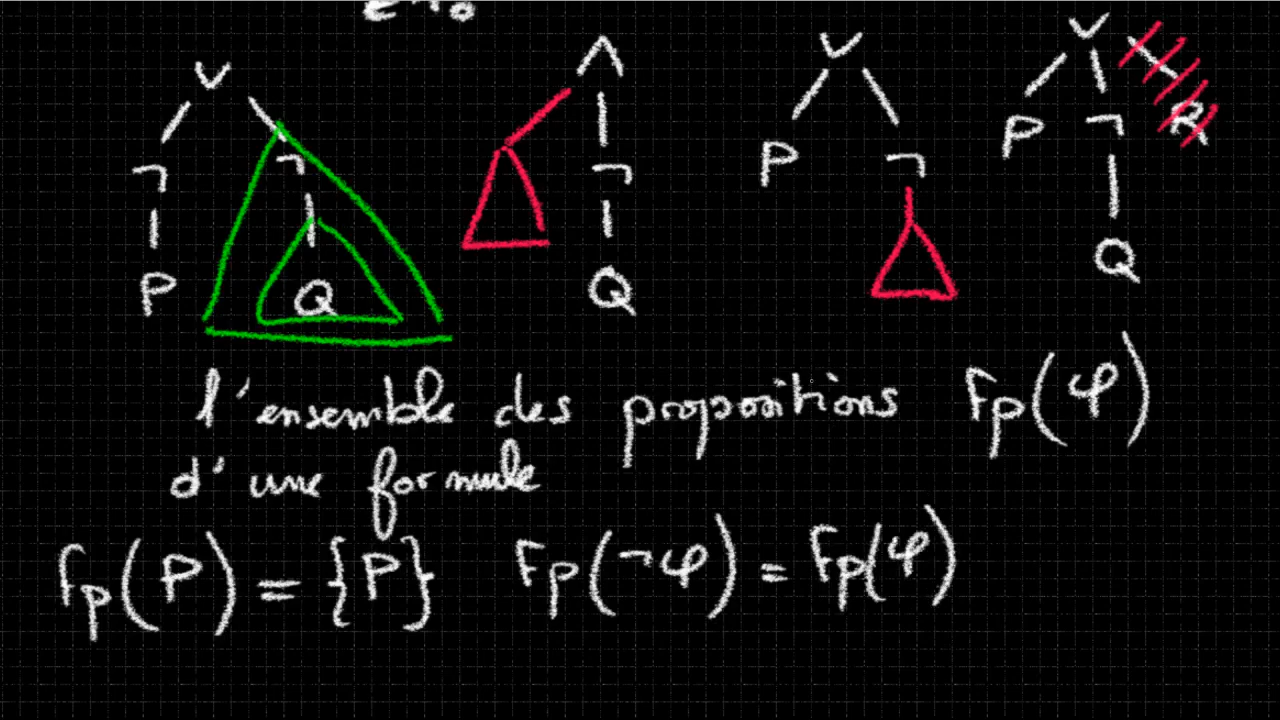 ∨ ∧ ∨ ∨
¬ ¬ ¬ ¬ P ¬ R
P Q Q P Q
l'ensemble des propositions Fp(φ)
d'une formule
Fp(P) = {P} Fp(¬φ) = Fp(φ)